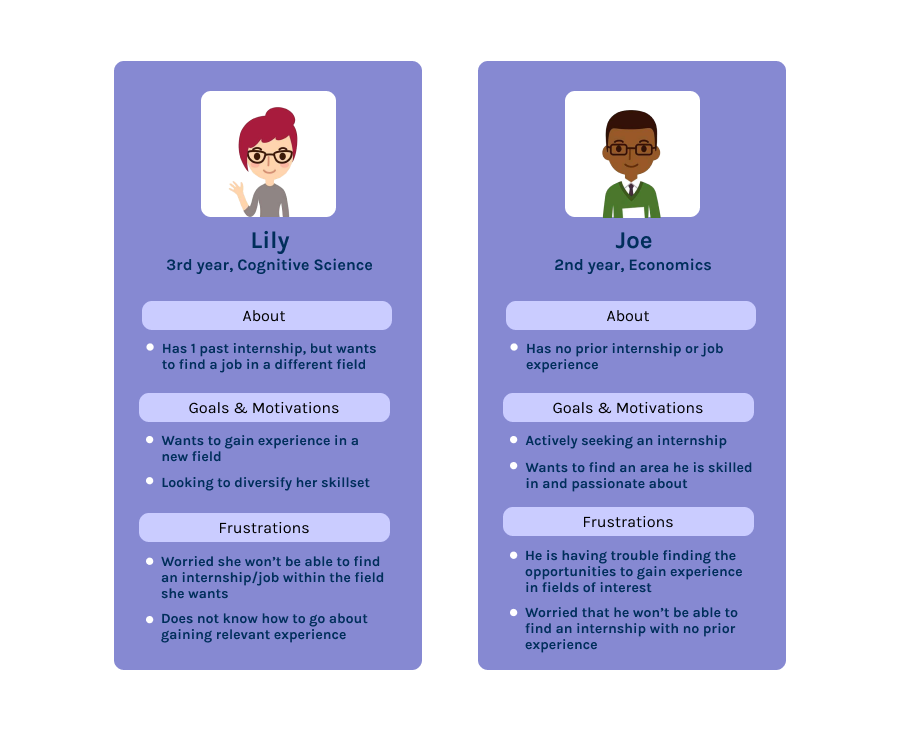 Lily
3rd year, Cognitive Science
About
Has 1 past internship, but wants
to find a job in a different field
Goals & Motivations
Wants to gain experience in a
new field
Looking to diversify her skillset
Frustrations
Worried she won’t be able to find
an internship/job within the field
she wants
Does not know how to go about
gaining relevant experience
Joe
2nd year, Economics
About
Has no prior internship or job
experience
Goals & Motivations
Actively seeking an internship
Wants to find an area he is skilled
in and passionate about
Frustrations
He is having trouble finding the
opportunities to gain experience
in fields of interest
Worried that he won’t be able to
find an internship with no prior
experience